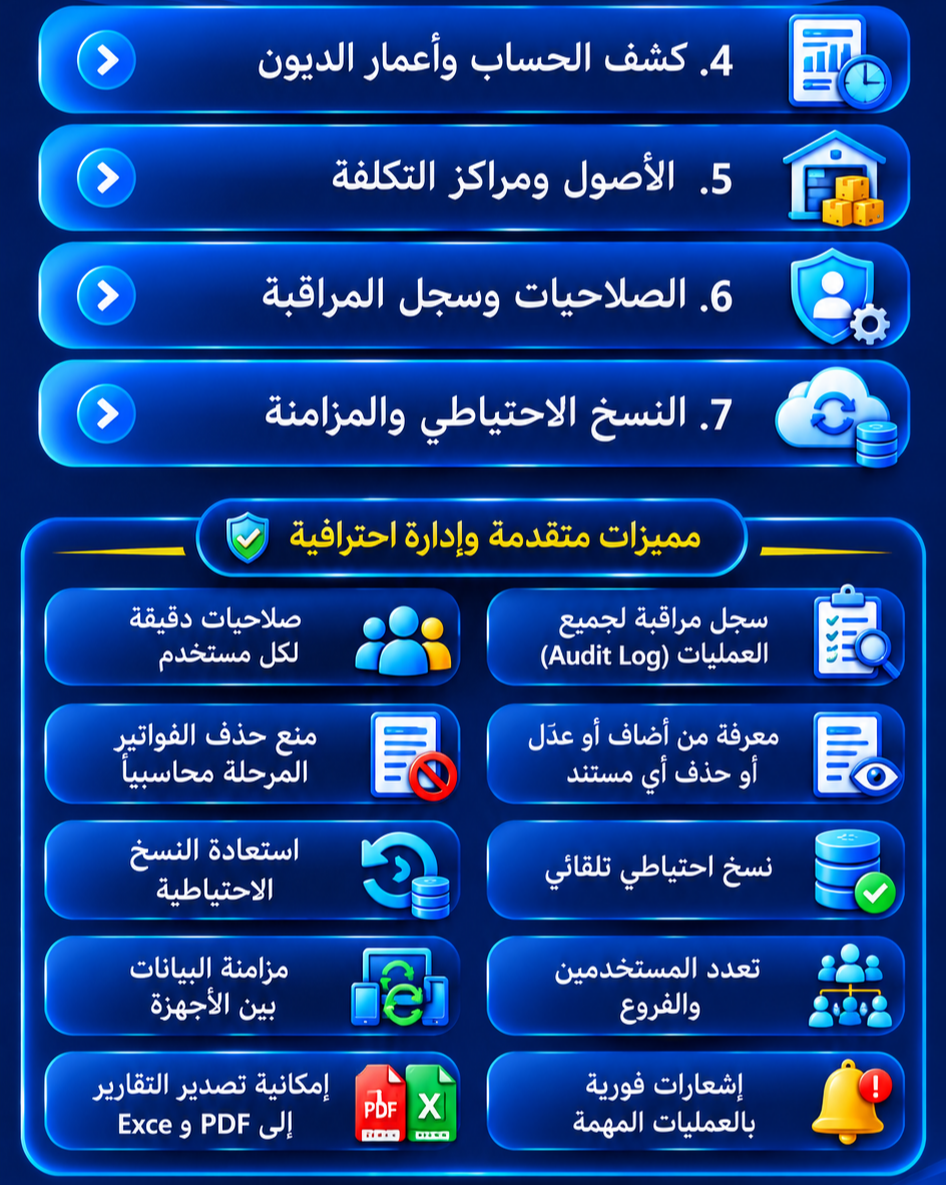 4. كشف الحساب وأعمار الديون
5. الأصول ومراكز التكلفة
6. الصلاحيات وسجل المراقبة
7. النسخ الاحتياطي والمزامنة
مميزات متقدمة وإدارة احترافية
سجل مراقبة لجميع
العمليات (Audit Log)
صلاحيات دقيقة
لكل مستخدم
معرفة من أضاف أو عدّل
أو حذف أي مستند
منع حذف الفواتير
المرحلة محاسبياً
نسخ احتياطي تلقائي
استعادة النسخ
الاحتياطية
تعدد المستخدمين
والفروع
مزامنة البيانات
بين الأجهزة
إشعارات فورية
بالعمليات المهمة
إمكانية تصدير التقارير
إلى PDF و Exce
PDF
X